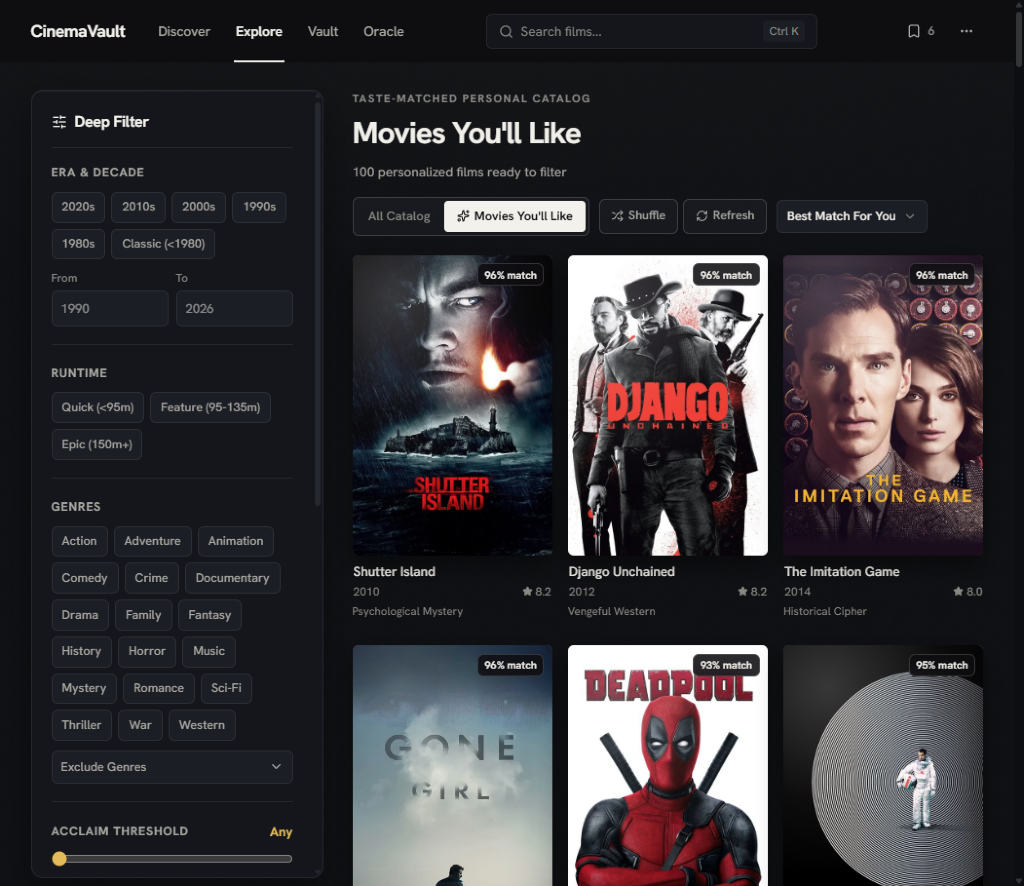 CinemaVault Discover Explore Vault Oracle Search films... Ctrl K 6
Deep Filter
ERA & DECADE
2020s 2010s 2000s 1990s
1980s Classic (<1980)
From To
1990 2026
RUNTIME
Quick (<95m) Feature (95-135m)
Epic (150m+)
GENRES
Action Adventure Animation
Comedy Crime Documentary
Drama Family Fantasy
History Horror Music
Mystery Romance Sci-Fi
Thriller War Western
Exclude Genres
ACCLAIM THRESHOLD Any
TASTE-MATCHED PERSONAL CATALOG
Movies You'll Like
100 personalized films ready to filter
All Catalog Movies You'll Like Shuffle Refresh Best Match For You
96% match
SHUTTER
ISLAND
Shutter Island
2010 8.2
Psychological Mystery
96% match
DJANGO
UNCHAINED
Django Unchained
2012 8.2
Vengeful Western
96% match
THE
IMITATION GAME
The Imitation Game
2014 8.0
Historical Cipher
96% match
GONE
GIRL
93% match
DEADPOOL
95% match